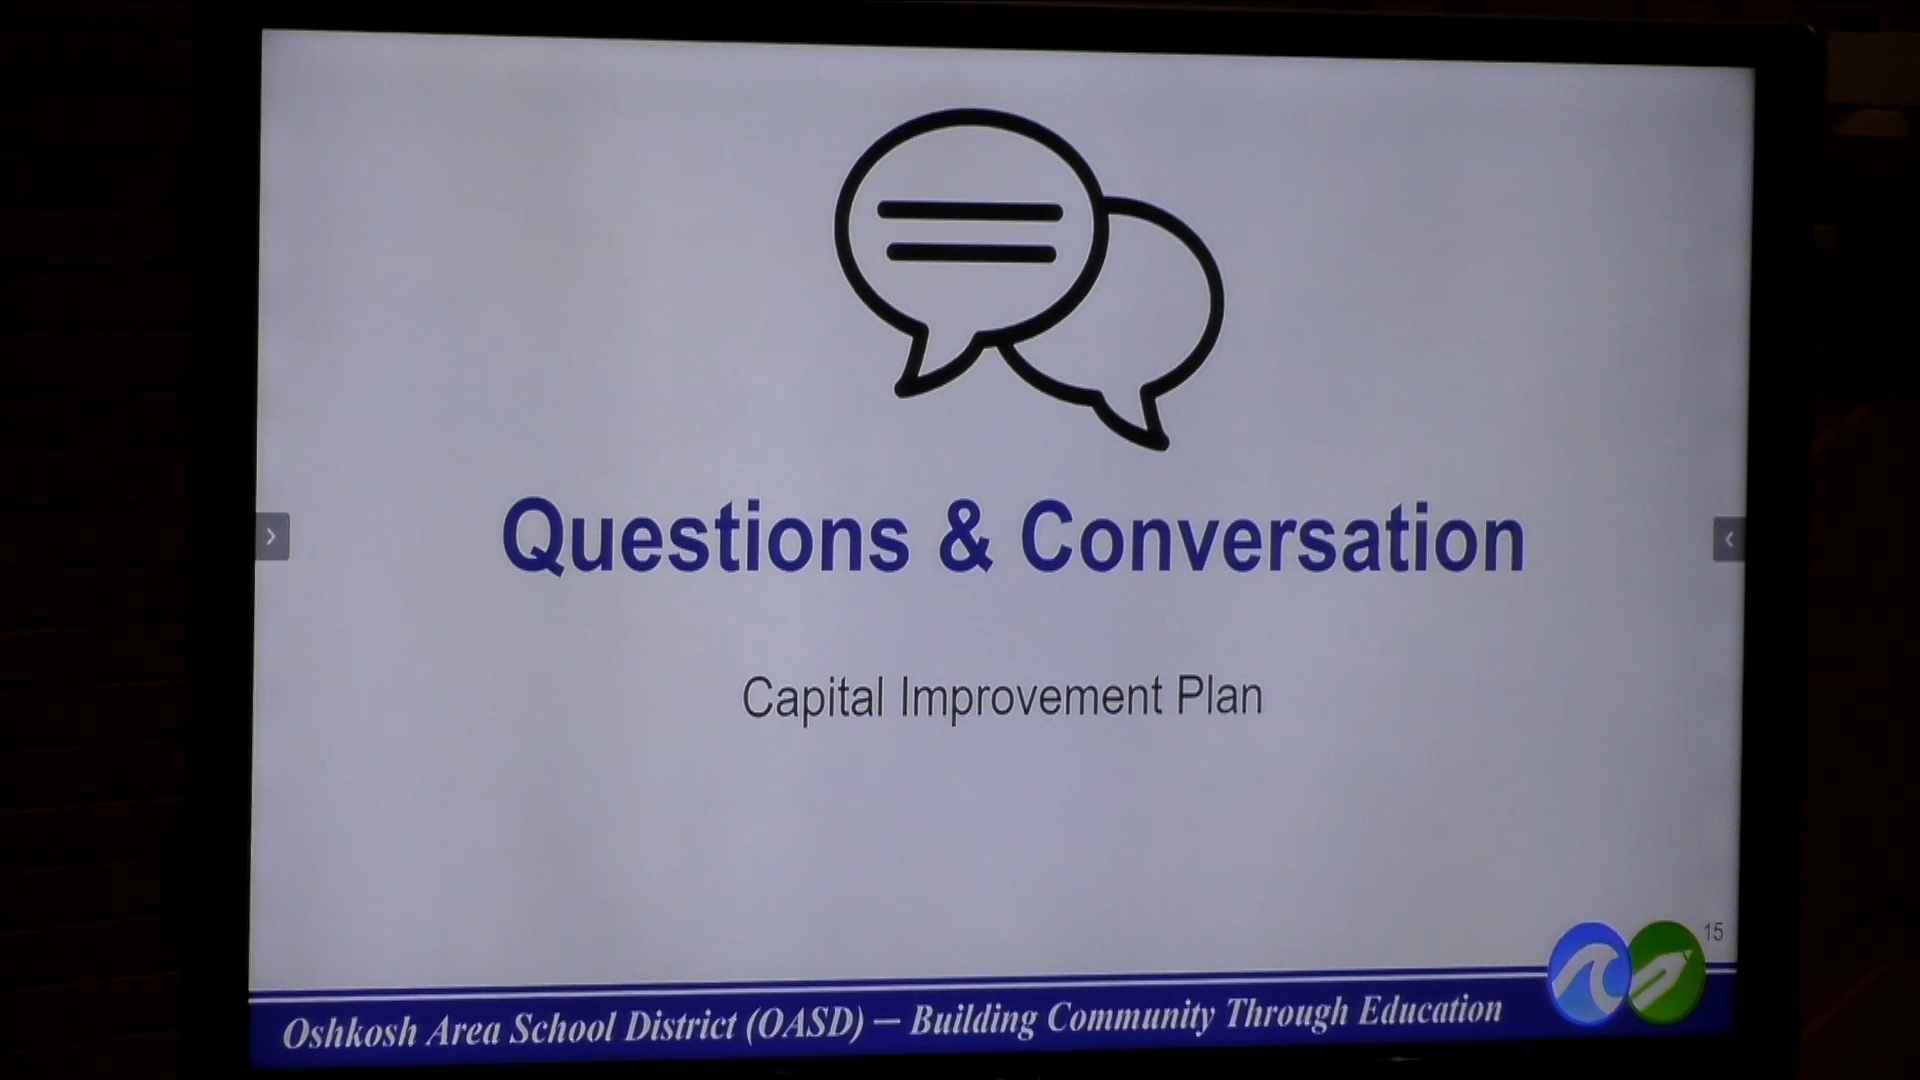 Questions & Conversation
Capital Improvement Plan
15
Oshkosh Area School District (OASD) — Building Community Through Education